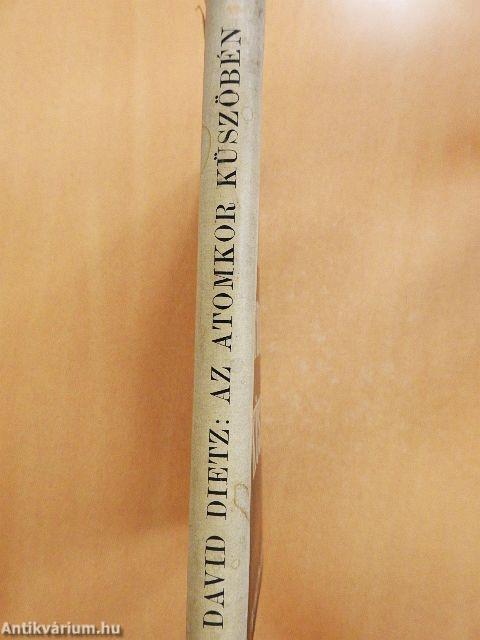 DAVID DIETZ: AZ ATOMKOR KÜSZÖBÉN
Antikvárium.hu